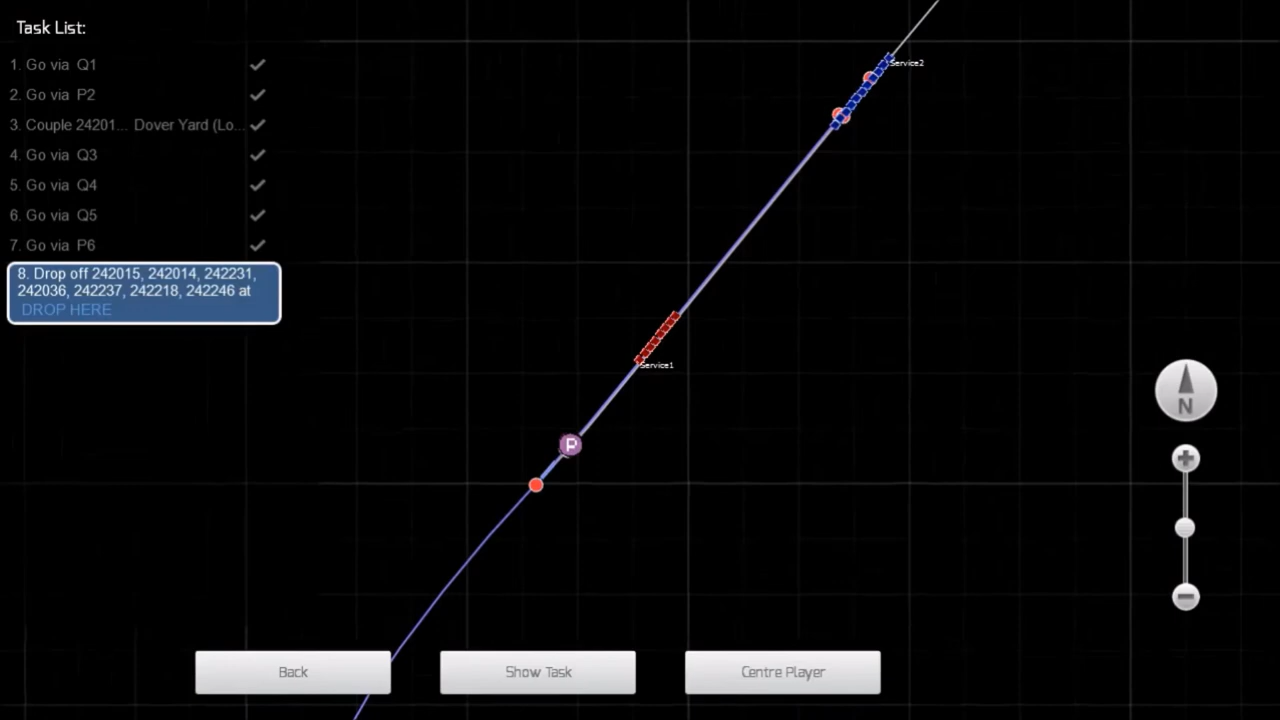 Task List:
1. Go via Q1
2. Go via P2
3. Couple 24201... Dover Yard (Lo...
4. Go via Q3
5. Go via Q4
6. Go via Q5
7. Go via P6
8. Drop off 242015, 242014, 242231,
242036, 242237, 242218, 242246 at
DROP HERE
Service2
Service1
P
N
Back
Show Task
Centre Player